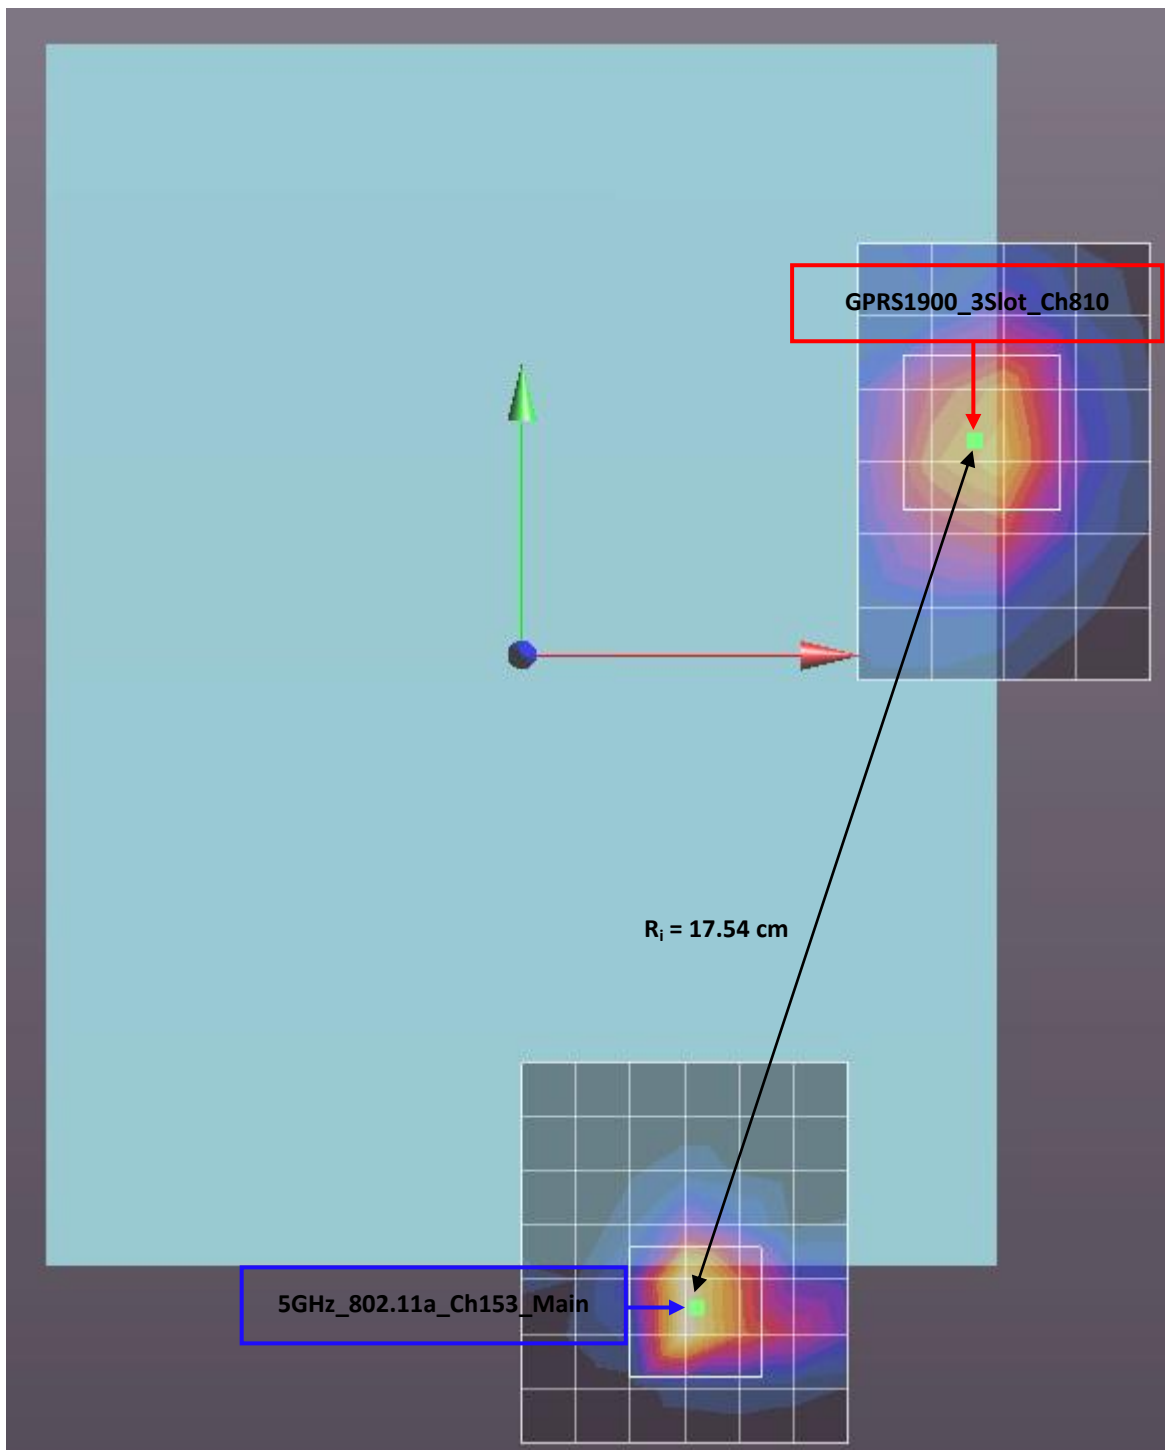 GPRS1900_3Slot_Ch810
Rᵢ = 17.54 cm
5GHz_802.11a_Ch153_Main